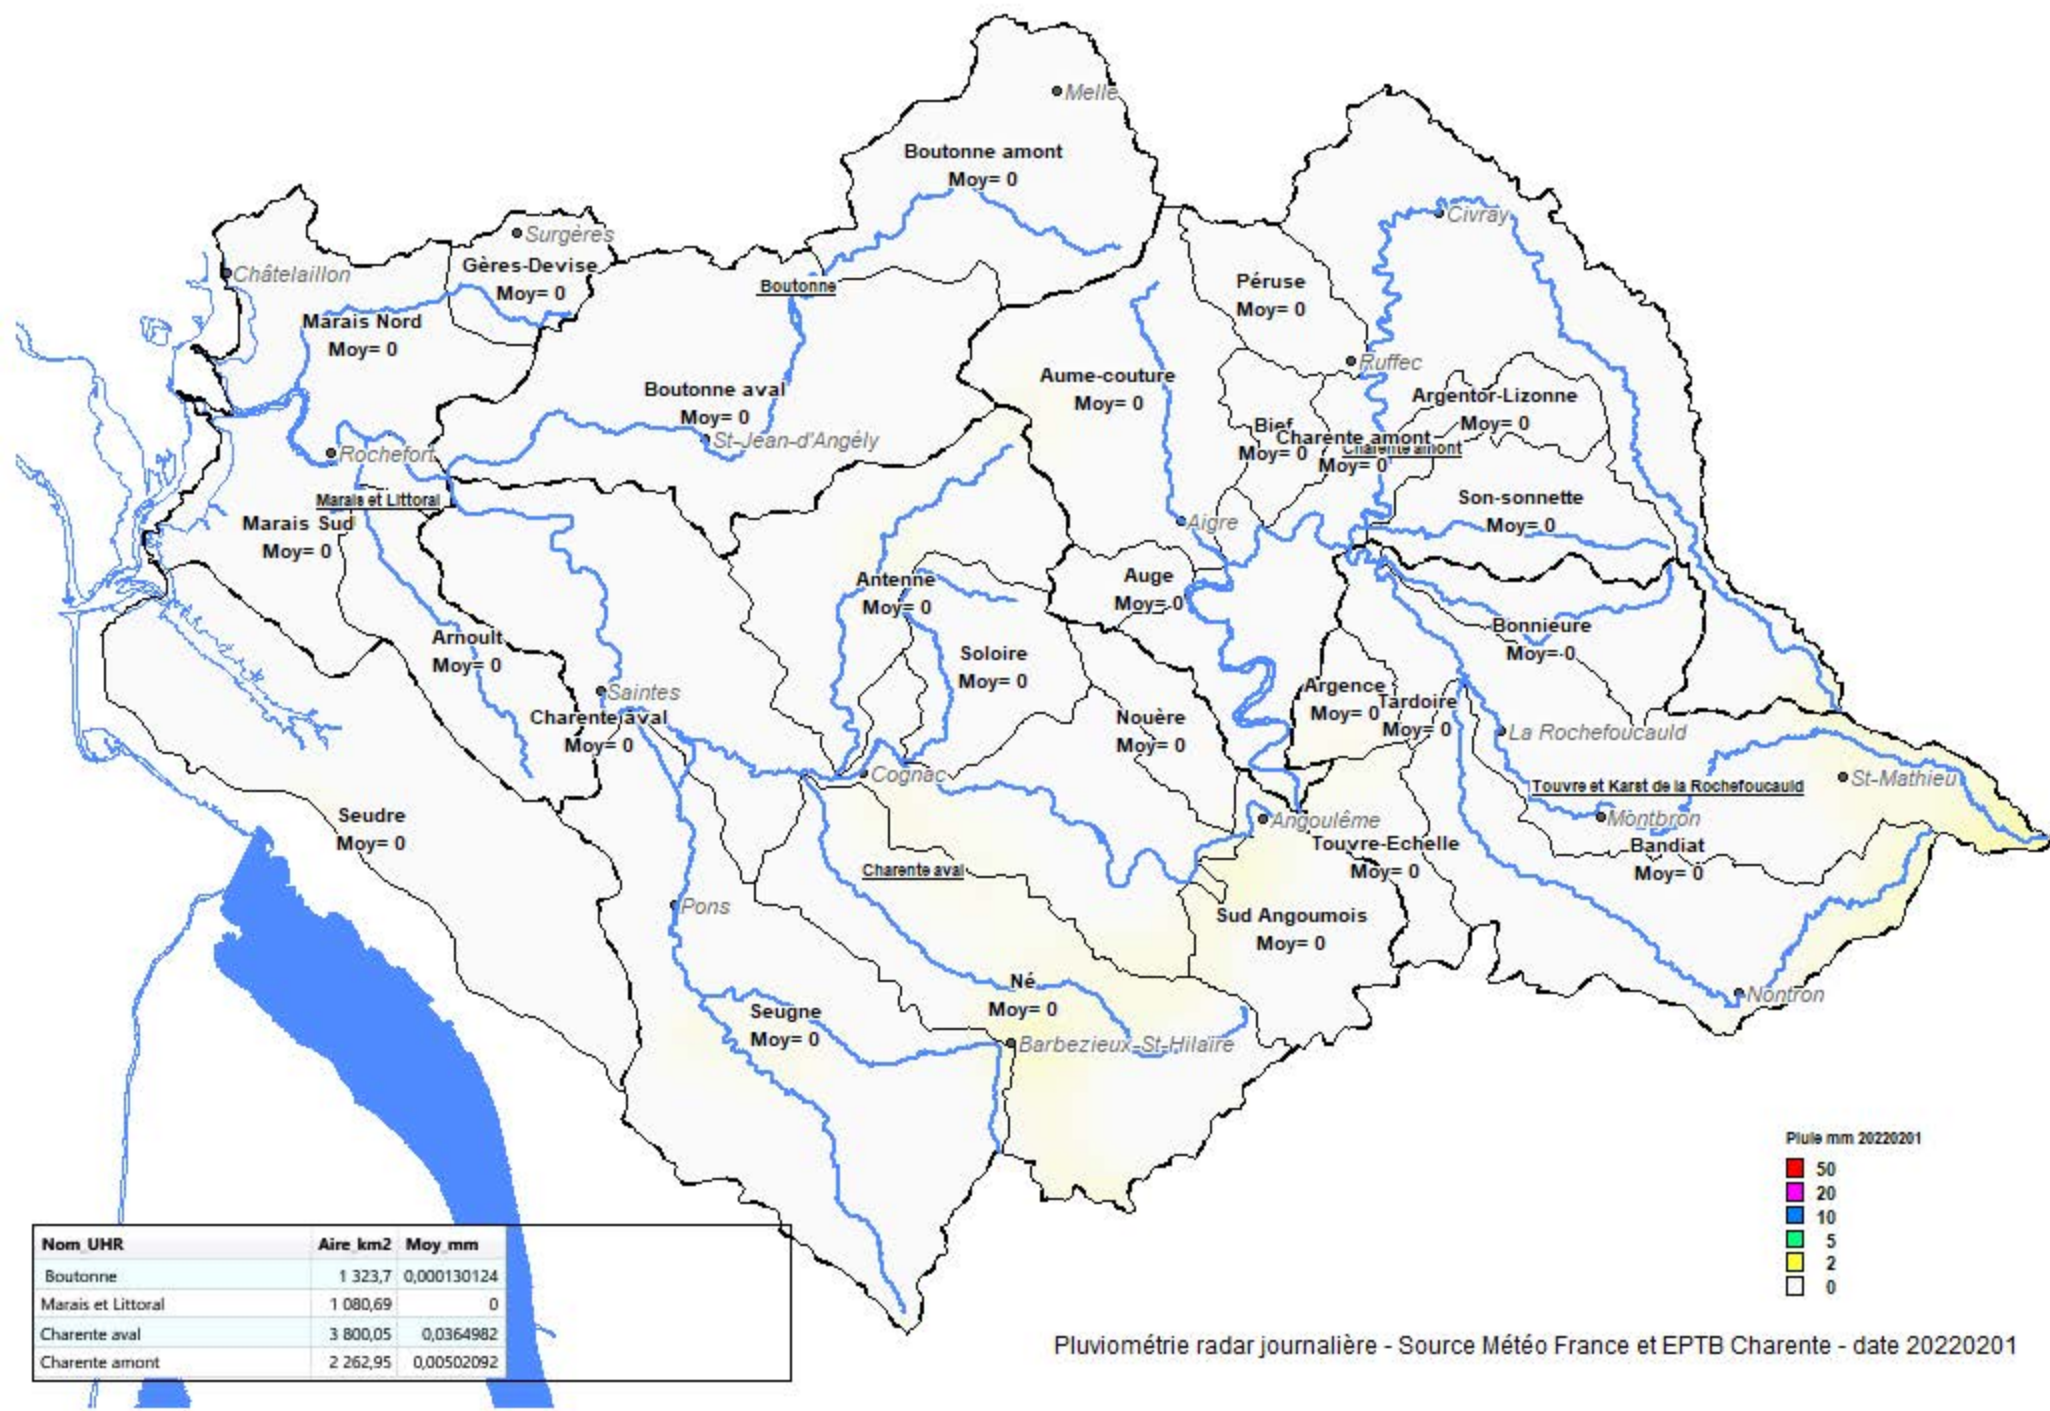 Melle
Boutonne amont
Moy= 0
Civray
Surgères
Châtelaillon
Gères-Devise
Moy= 0
Boutonne
Péruse
Moy= 0
Marais Nord
Moy= 0
Ruffec
Aume-couture
Moy= 0
Boutonne aval
Moy= 0
Argentor-Lizonne
Moy= 0
St-Jean-d'Angély
Bief
Moy= 0
Charente amont
Moy= 0
Charente amont
Rochefort
Marais et Littoral
Son-sonnette
Moy= 0
Marais Sud
Moy= 0
Aigre
Antenne
Moy= 0
Auge
Moy= 0
Bonnieure
Moy= 0
Arnoult
Moy= 0
Soloire
Moy= 0
Saintes
Argence
Moy= 0
Tardoire
Moy= 0
Charente aval
Moy= 0
Nouère
Moy= 0
La Rochefoucauld
Cognac
Touvre et Karst de la Rochefoucauld
St-Mathieu
Seudre
Moy= 0
Angoulême
Montbron
Touvre-Echelle
Moy= 0
Bandiat
Moy= 0
Charente aval
Pons
Sud Angoumois
Moy= 0
Né
Moy= 0
Nontron
Seugne
Moy= 0
Barbezieux-St-Hilaire
Pluie mm 20220201
50
20
10
5
2
0
Nom_UHR Aire_km2 Moy_mm
Boutonne 1 323,7 0,000130124
Marais et Littoral 1 080,69 0
Charente aval 3 800,05 0,0364982
Charente amont 2 262,95 0,00502092
Pluviométrie radar journalière - Source Météo France et EPTB Charente - date 20220201